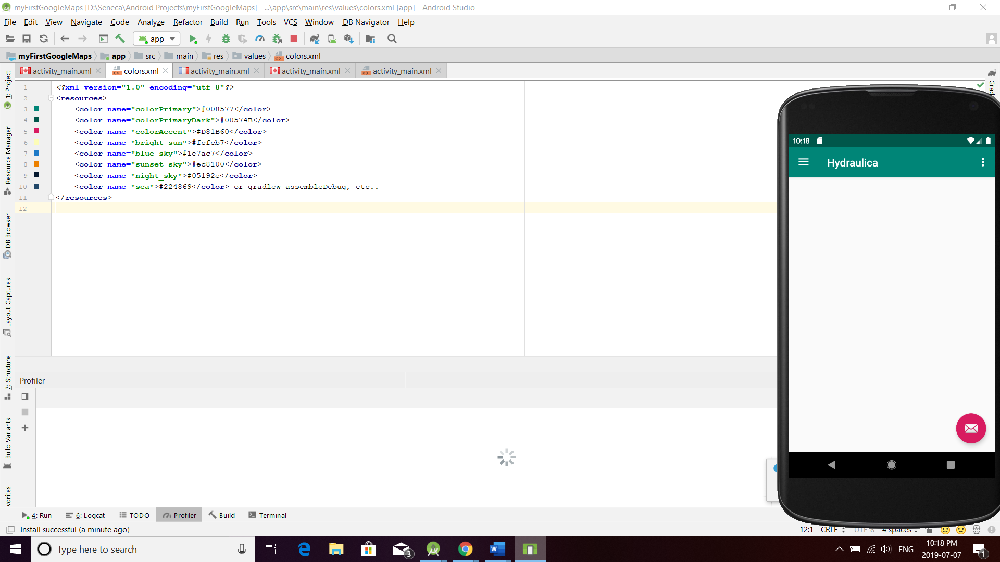 myFirstGoogleMaps [D:\Seneca\Android Projects\myFirstGoogleMaps] - ...\app\src\main\res\values\colors.xml [app] - Android Studio
File Edit View Navigate Code Analyze Refactor Build Run Tools VCS Window DB Navigator Help
app
myFirstGoogleMaps app src main res values colors.xml
activity_main.xml colors.xml activity_main.xml activity_main.xml activity_main.xml
1 <?xml version="1.0" encoding="utf-8"?>
2 <resources>
3 <color name="colorPrimary">#008577</color>
4 <color name="colorPrimaryDark">#00574B</color>
5 <color name="colorAccent">#D81B60</color>
6 <color name="bright_sun">#fcfcb7</color>
7 <color name="blue_sky">#1e7ac7</color>
8 <color name="sunset_sky">#ec8100</color>
9 <color name="night_sky">#05192e</color>
10 <color name="sea">#224869</color> or gradlew assembleDebug, etc..
11 </resources>
12
1: Project
Resource Manager
DB Browser
Layout Captures
7: Structure
Build Variants
10:18
Hydraulica
Profiler
4: Run 6: Logcat TODO Profiler Build Terminal
Install successful (a minute ago)
12:1 CRLF UTF-8 4 spaces
Type here to search
3
ENG
10:18 PM
2019-07-07
1